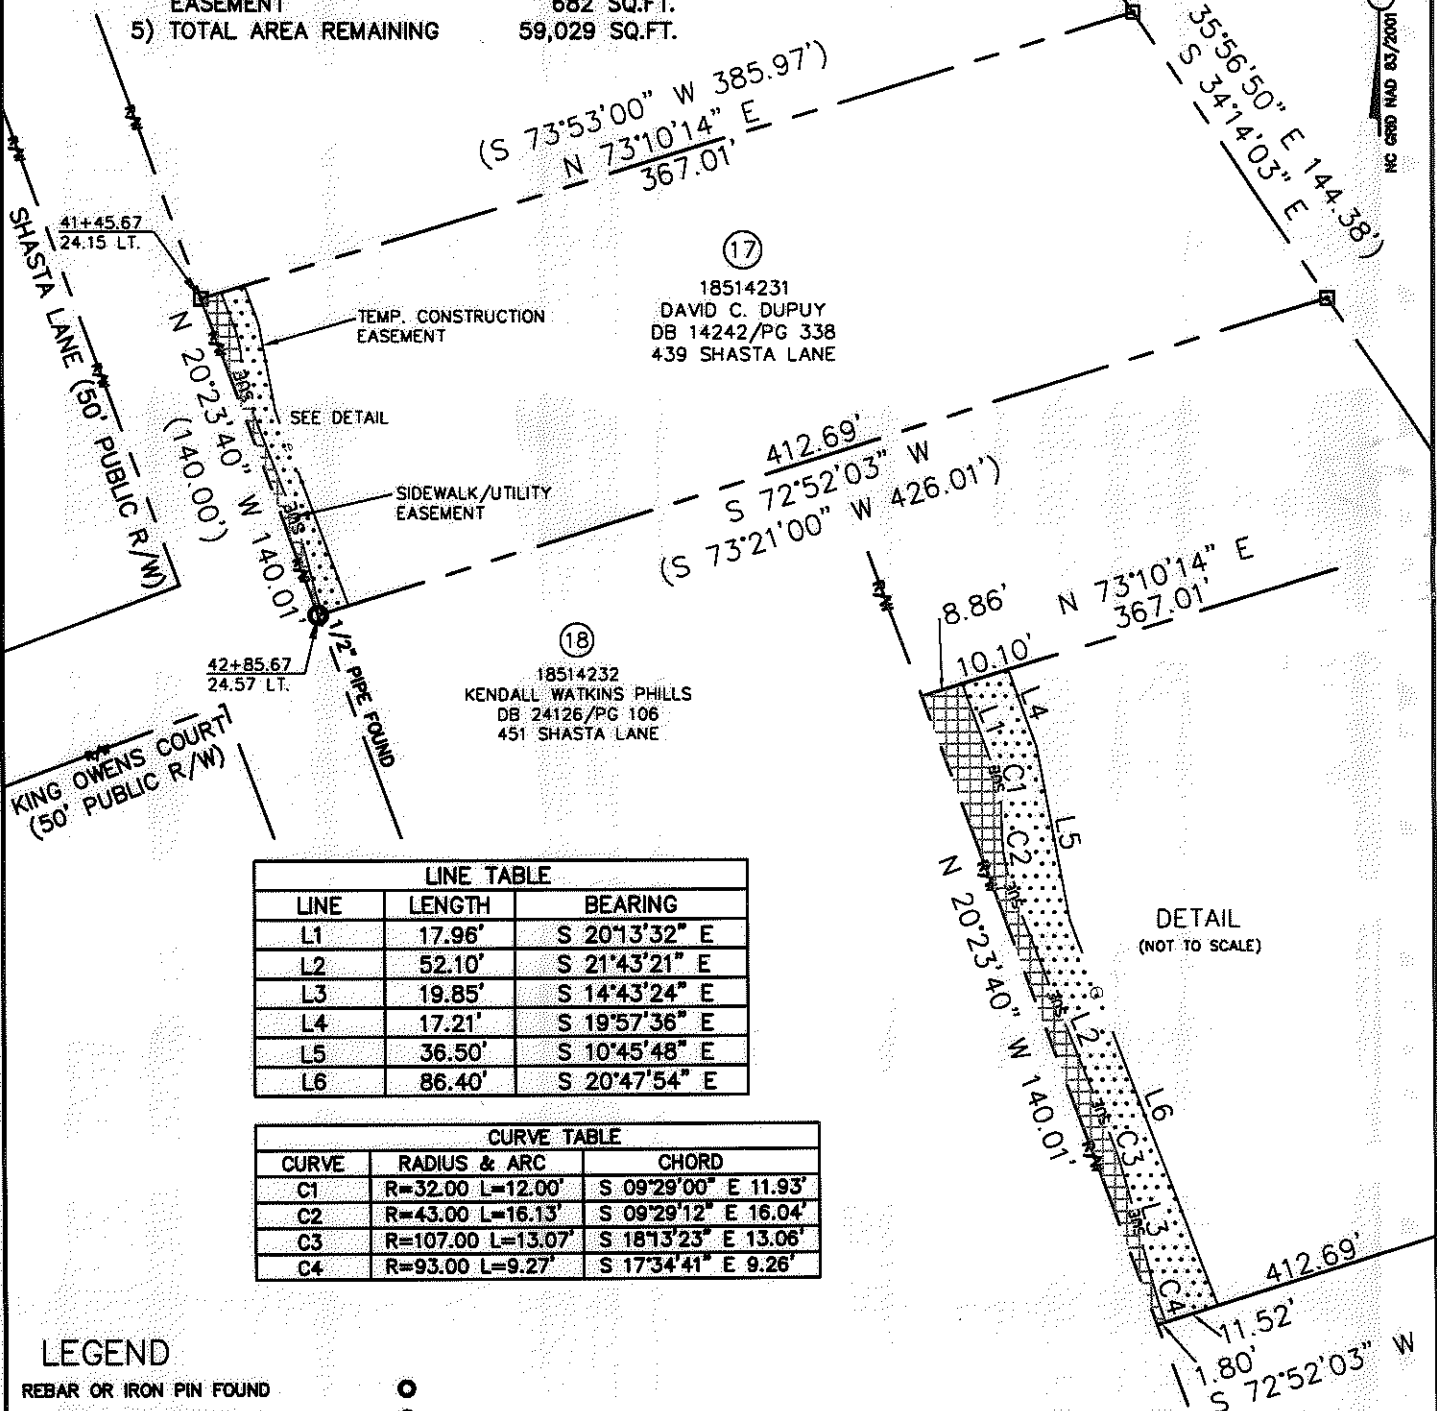 EASEMENT 682 SQ.FT.
5) TOTAL AREA REMAINING 59,029 SQ.FT.
NC GRID NAD 83/2001
35°56'50" E 144.38')
S 34°14'03" E
(S 73°53'00" W 385.97')
N 73°10'14" E
367.01'
R/W
R/W
SHASTA LANE (50' PUBLIC R/W)
R/W
41+45.67
24.15 LT.
17
18514231
DAVID C. DUPUY
DB 14242/PG 338
439 SHASTA LANE
TEMP. CONSTRUCTION
EASEMENT
R/W
SUE
SEE DETAIL
N 20°23'40" W 140.01'
(140.00')
SIDEWALK/UTILITY
EASEMENT
SUE
R/W
412.69'
S 72°52'03" W
(S 73°21'00" W 426.01')
42+85.67
24.57 LT.
1/2" PIPE FOUND
18
18514232
KENDALL WATKINS PHILLS
DB 24126/PG 106
451 SHASTA LANE
R/W
KING OWENS COURT
(50' PUBLIC R/W)
R/W
8.86'
N 73°10'14" E
367.01'
10.10'
L4
L1
SUE
C1
L5
C2
R/W
SUE
N 20°23'40" W 140.01'
DETAIL
(NOT TO SCALE)
SUE
L2
L6
SUE
C3
R/W
L3
SUE
C4
412.69'
11.52'
1.80'
S 72°52'03" W
LINE TABLE
LINE LENGTH BEARING
L1 17.96' S 20°13'32" E
L2 52.10' S 21°43'21" E
L3 19.85' S 14°43'24" E
L4 17.21' S 19°57'36" E
L5 36.50' S 10°45'48" E
L6 86.40' S 20°47'54" E
CURVE TABLE
CURVE RADIUS & ARC CHORD
C1 R=32.00 L=12.00' S 09°29'00" E 11.93'
C2 R=43.00 L=16.13' S 09°29'12" E 16.04'
C3 R=107.00 L=13.07' S 18°13'23" E 13.06'
C4 R=93.00 L=9.27' S 17°34'41" E 9.26'
LEGEND
REBAR OR IRON PIN FOUND